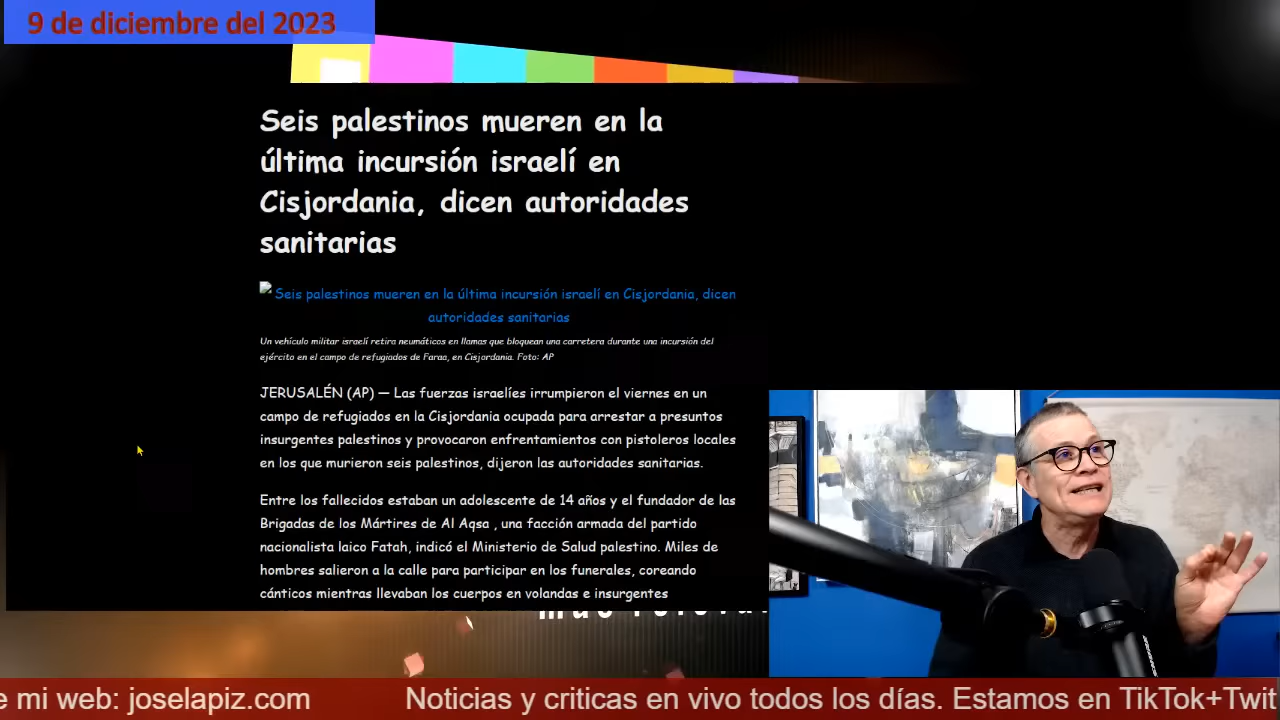 9 de diciembre del 2023
Seis palestinos mueren en la
última incursión israelí en
Cisjordania, dicen autoridades
sanitarias
Seis palestinos mueren en la última incursión israelí en Cisjordania, dicen
autoridades sanitarias
Un vehículo militar israelí retira neumáticos en llamas que bloquean una carretera durante una incursión del
ejército en el campo de refugiados de Faraa, en Cisjordania. Foto: AP
JERUSALÉN (AP) — Las fuerzas israelíes irrumpieron el viernes en un
campo de refugiados en la Cisjordania ocupada para arrestar a presuntos
insurgentes palestinos y provocaron enfrentamientos con pistoleros locales
en los que murieron seis palestinos, dijeron las autoridades sanitarias.
Entre los fallecidos estaban un adolescente de 14 años y el fundador de las
Brigadas de los Mártires de Al Aqsa , una facción armada del partido
nacionalista laico Fatah, indicó el Ministerio de Salud palestino. Miles de
hombres salieron a la calle para participar en los funerales, coreando
cánticos mientras llevaban los cuerpos en volandas e insurgentes
e mi web: joselapiz.com Noticias y criticas en vivo todos los días. Estamos en TikTok+Twit